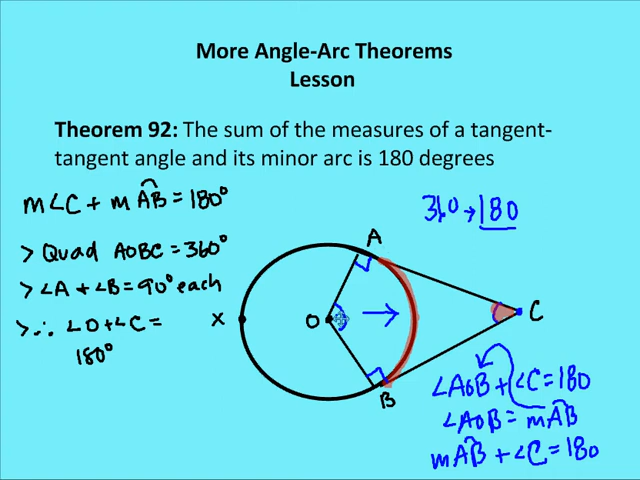 More Angle-Arc Theorems
Lesson
Theorem 92: The sum of the measures of a tangent-
tangent angle and its minor arc is 180 degrees
m∠C + m AB = 180°
360 → 180
> Quad AOBC = 360°
> ∠A + ∠B = 90° each
> ∴ ∠O + ∠C =
180°
A
X
O
C
B
∠AOB + ∠C = 180
∠AOB = mAB
mAB + ∠C = 180